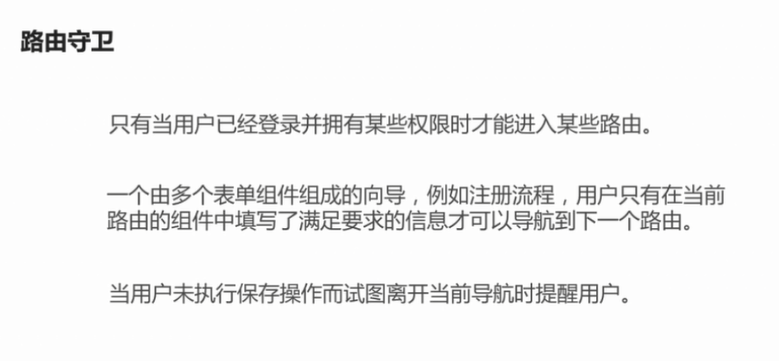 路由守卫
只有当用户已经登录并拥有某些权限时才能进入某些路由。
一个由多个表单组件组成的向导，例如注册流程，用户只有在当前
路由的组件中填写了满足要求的信息才可以导航到下一个路由。
当用户未执行保存操作而试图离开当前导航时提醒用户。